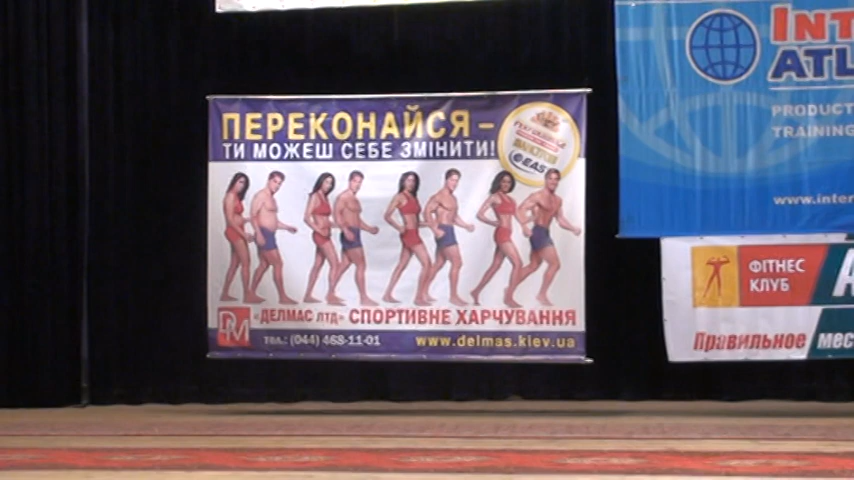 ПЕРЕКОНАЙСЯ –
ТИ МОЖЕШ СЕБЕ ЗМІНИТИ!
EAS
«ДЕЛМАС ЛТД» СПОРТИВНЕ ХАРЧУВАННЯ
DM
тел.: (044) 468-11-01
www.delmas.kiev.ua
INT
ATL
PRODUCT
TRAINING
www.inter
ФІТНЕС
КЛУБ
Правильное мес